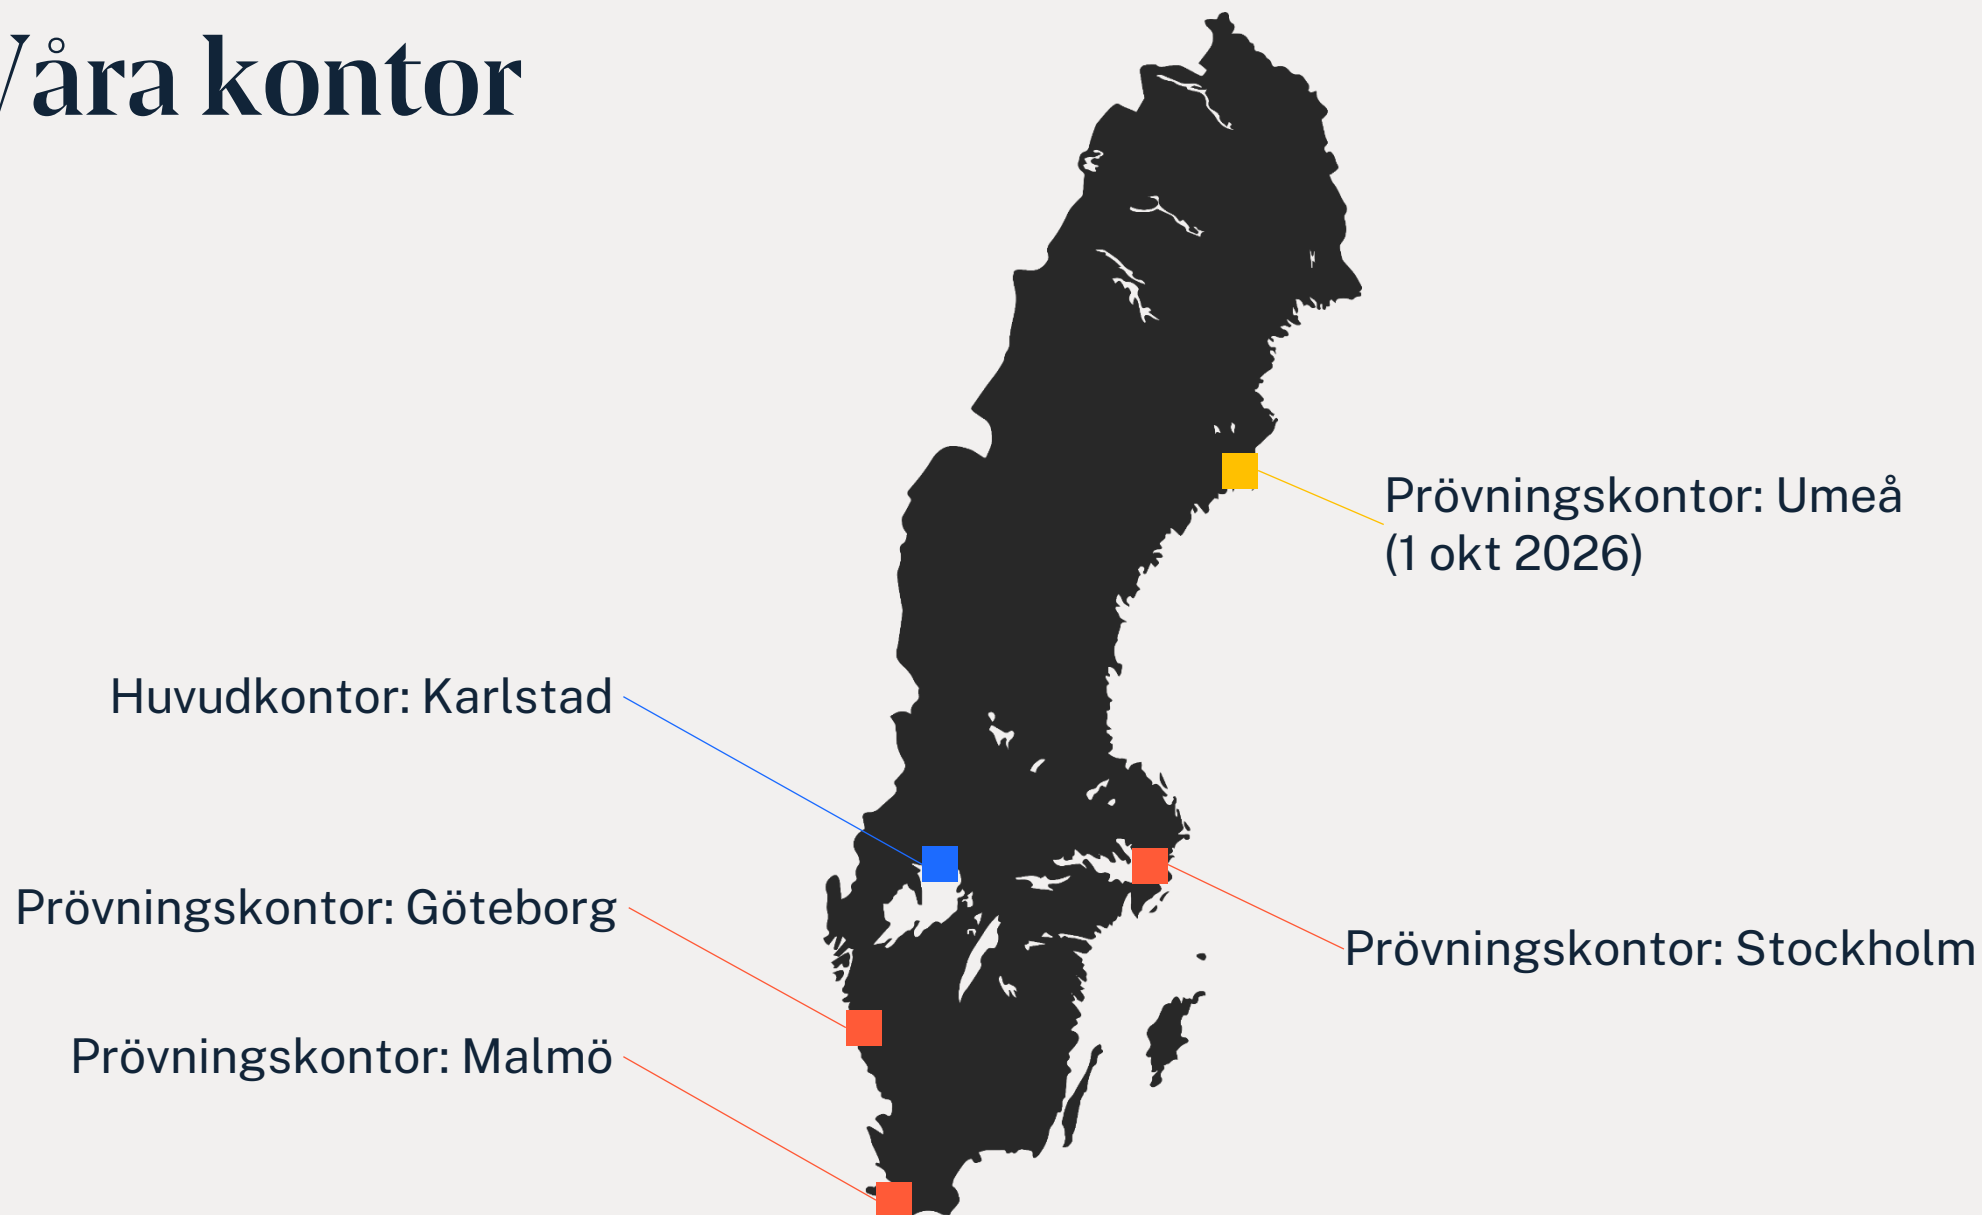 Våra kontor
Prövningskontor: Umeå
(1 okt 2026)
Huvudkontor: Karlstad
Prövningskontor: Göteborg
Prövningskontor: Stockholm
Prövningskontor: Malmö